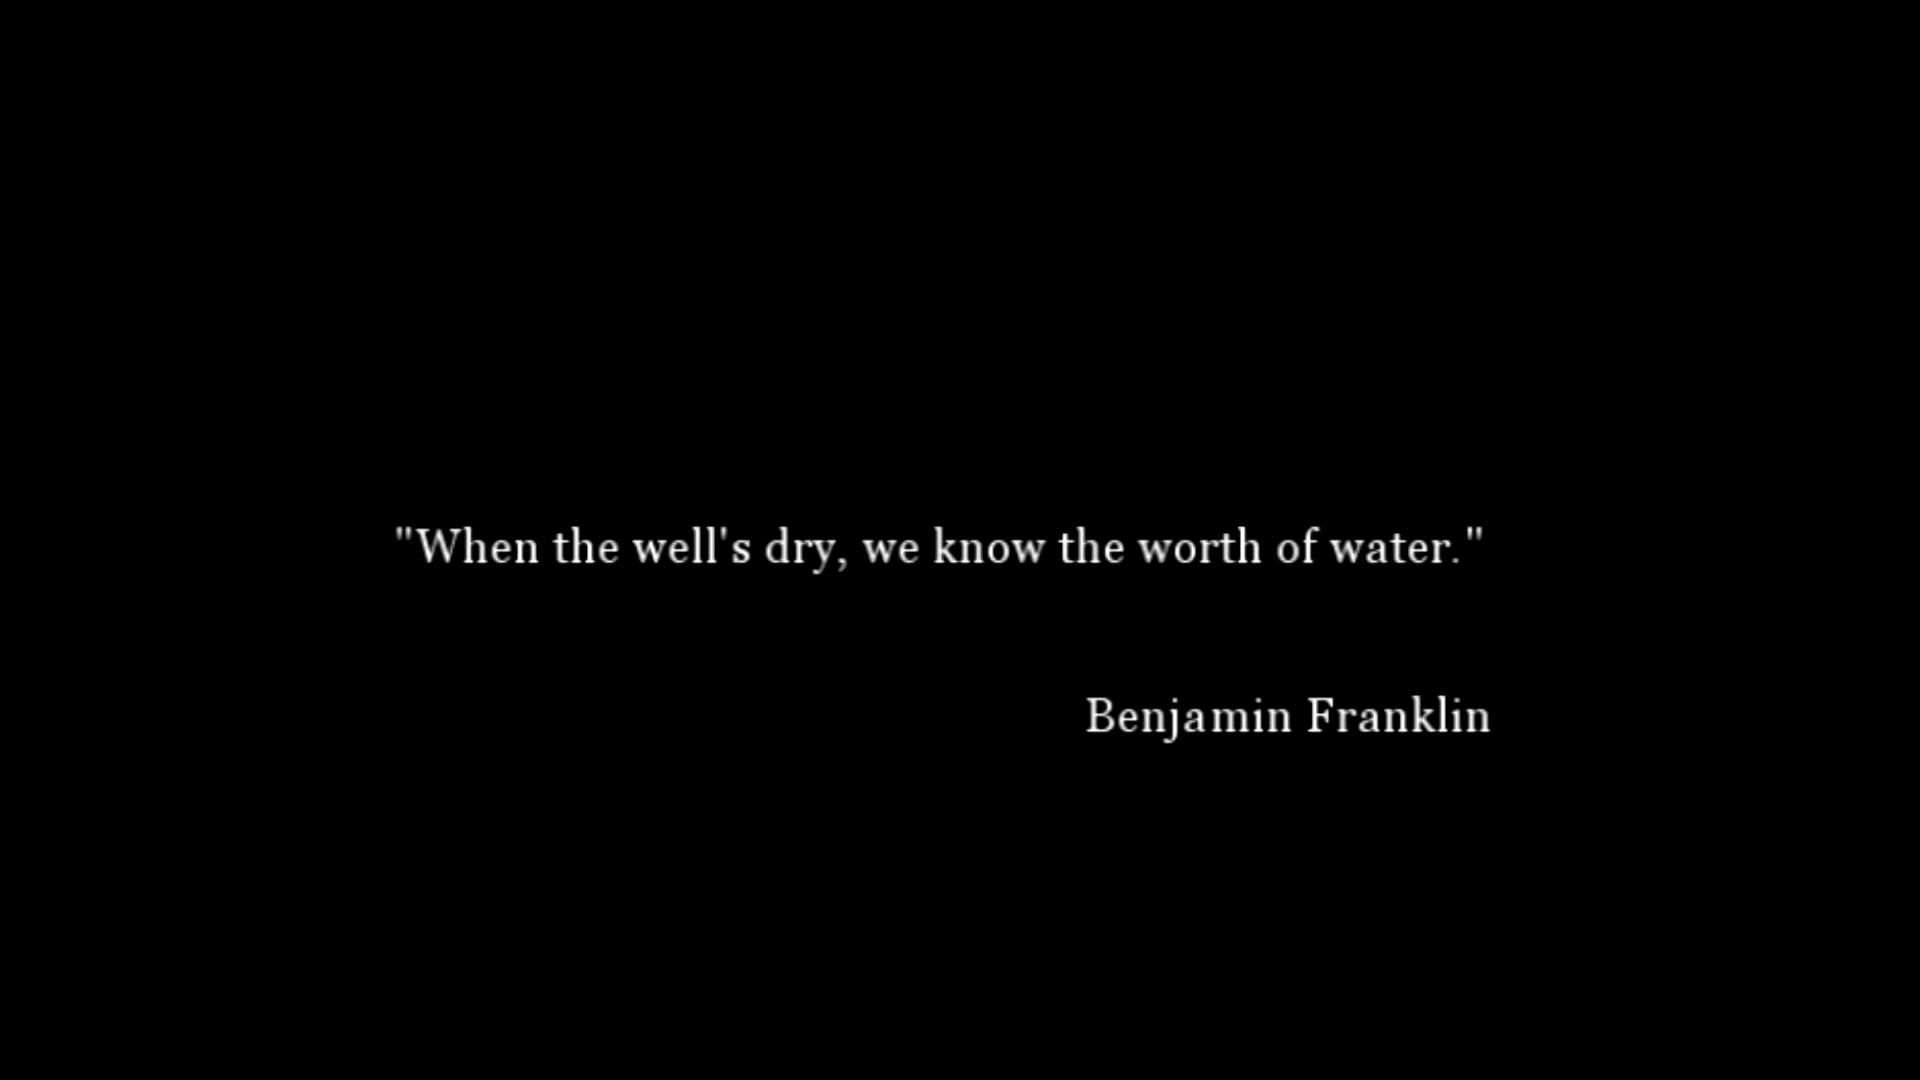 "When the well's dry, we know the worth of water."
Benjamin Franklin